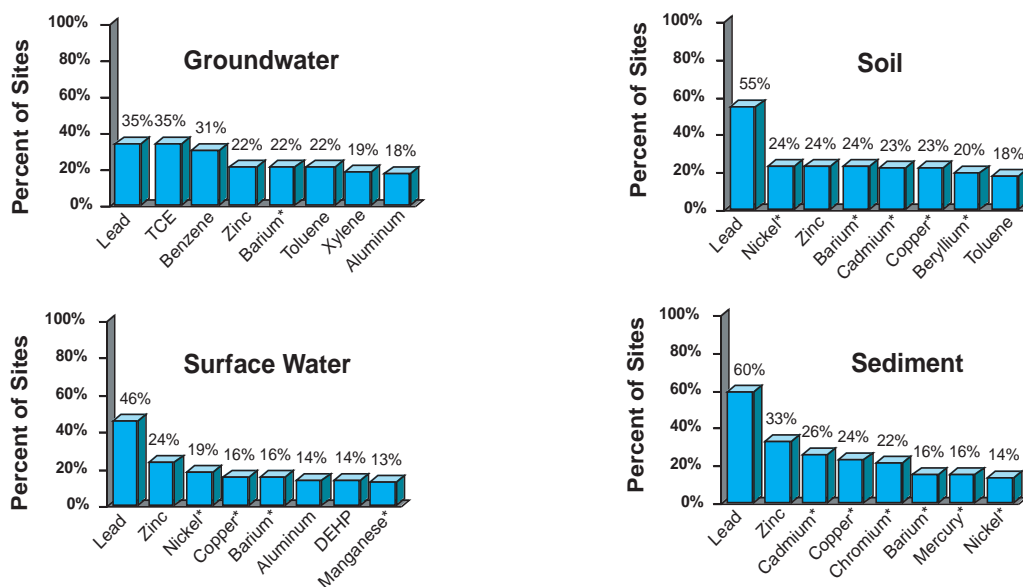 Groundwater
Percent of Sites
100%
80%
60%
40%
20%
0%
35% 35% 31% 22% 22% 22% 19% 18%
Lead TCE Benzene Zinc Barium* Toluene Xylene Aluminum
Soil
Percent of Sites
100%
80%
60%
40%
20%
0%
55% 24% 24% 24% 23% 23% 20% 18%
Lead Nickel* Zinc Barium* Cadmium* Copper* Beryllium* Toluene
Surface Water
Percent of Sites
100%
80%
60%
40%
20%
0%
46% 24% 19% 16% 16% 14% 14% 13%
Lead Zinc Nickel* Copper* Barium* Aluminum DEHP Manganese*
Sediment
Percent of Sites
100%
80%
60%
40%
20%
0%
60% 33% 26% 24% 22% 16% 16% 14%
Lead Zinc Cadmium* Copper* Chromium* Barium* Mercury* Nickel*